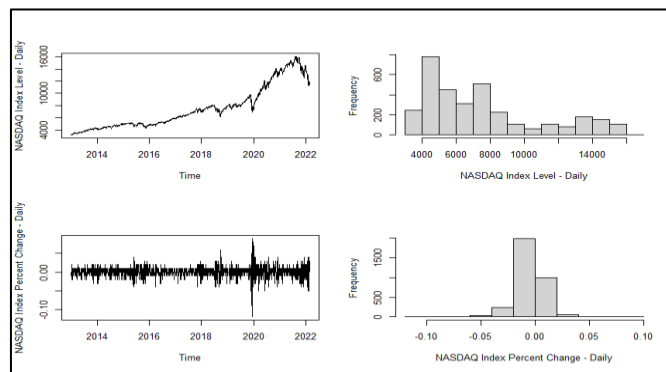 NASDAQ Index Level - Daily
16000
10000
4000
2014 2016 2018 2020 2022
Time
Frequency
600
200
0
4000 6000 8000 10000 14000
NASDAQ Index Level - Daily
NASDAQ Index Percent Change - Daily
0.00
-0.10
2014 2016 2018 2020 2022
Time
Frequency
1500
500
0
-0.10 -0.05 0.00 0.05 0.10
NASDAQ Index Percent Change - Daily